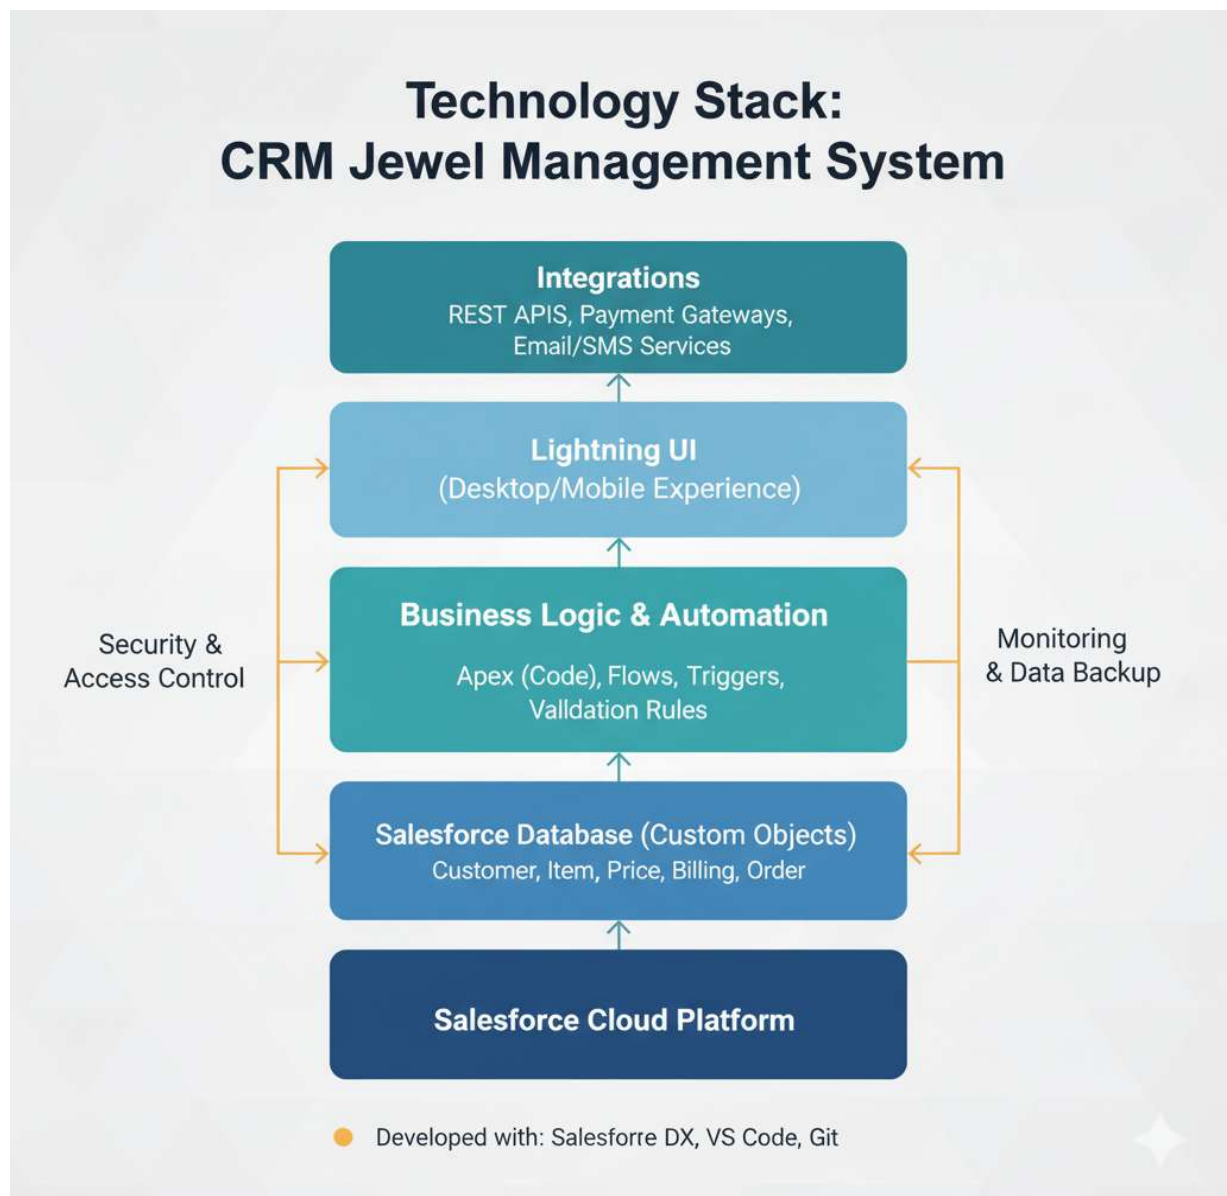 Technology Stack:
CRM Jewel Management System
Integrations
REST APIS, Payment Gateways,
Email/SMS Services
Lightning UI
(Desktop/Mobile Experience)
Business Logic & Automation
Apex (Code), Flows, Triggers,
Valldation Rules
Security &
Access Control
Monitoring
& Data Backup
Salesforce Database (Custom Objects)
Customer, Item, Price, Billing, Order
Salesforce Cloud Platform
Developed with: Salesforre DX, VS Code, Git